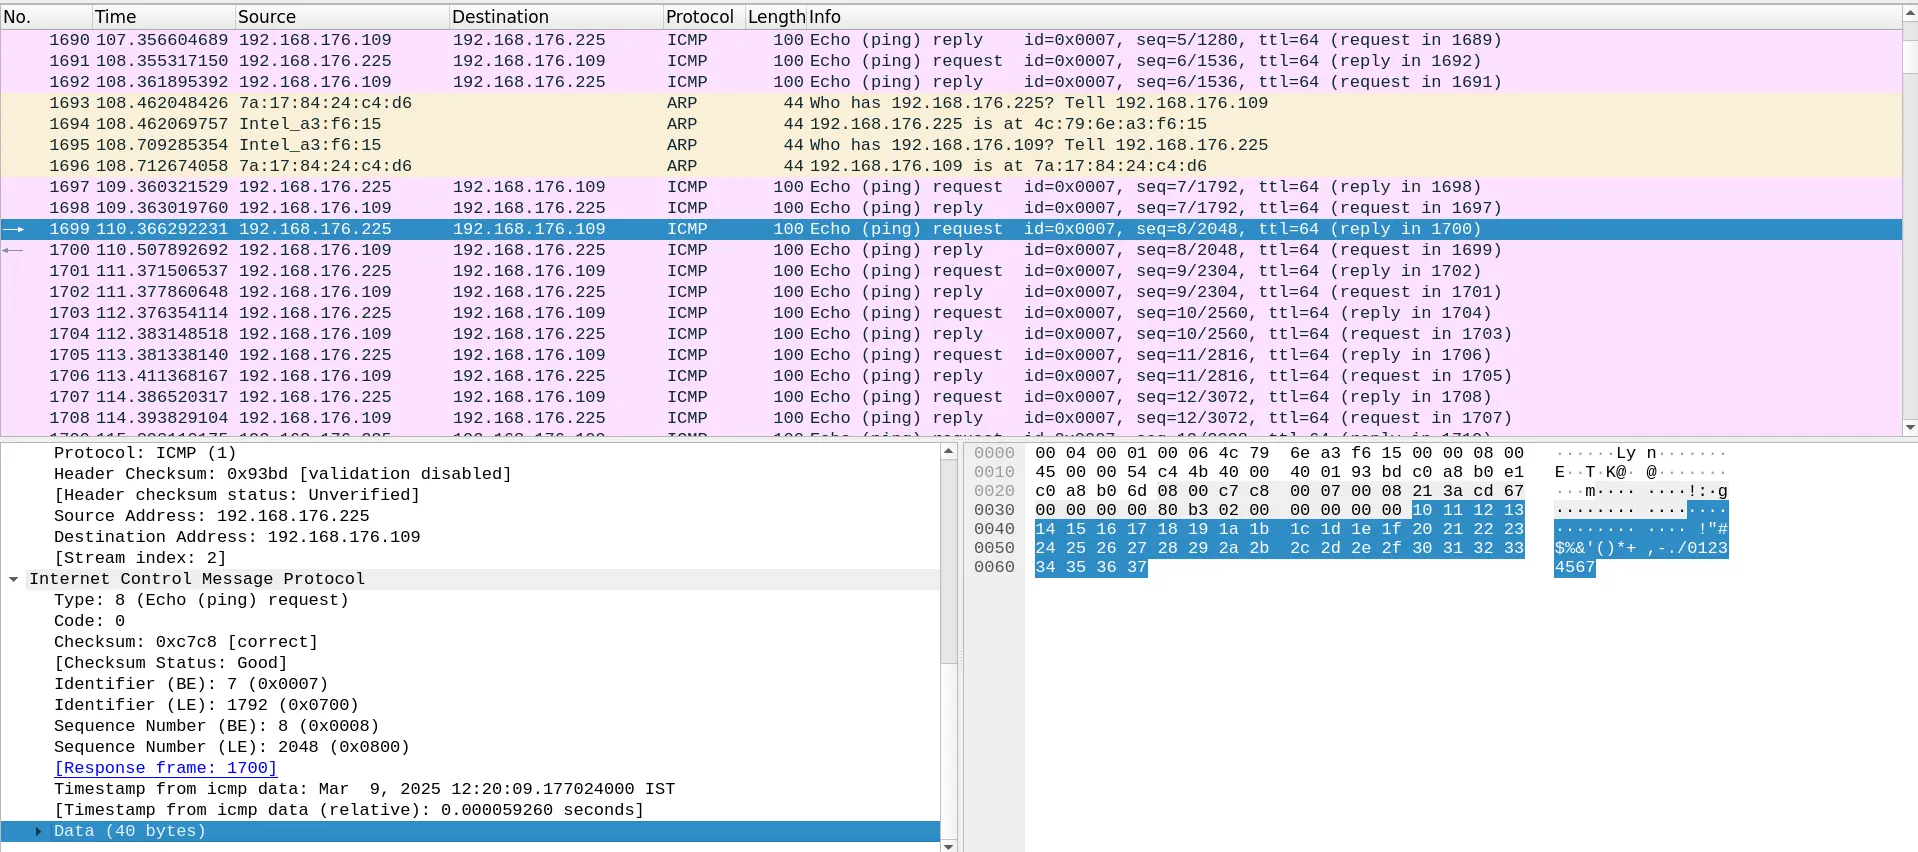 No. Time Source Destination Protocol Length Info
1690 107.356604689 192.168.176.109 192.168.176.225 ICMP 100 Echo (ping) reply id=0x0007, seq=5/1280, ttl=64 (request in 1689)
1691 108.355317150 192.168.176.225 192.168.176.109 ICMP 100 Echo (ping) request id=0x0007, seq=6/1536, ttl=64 (reply in 1692)
1692 108.361895392 192.168.176.109 192.168.176.225 ICMP 100 Echo (ping) reply id=0x0007, seq=6/1536, ttl=64 (request in 1691)
1693 108.462048426 7a:17:84:24:c4:d6 ARP 44 Who has 192.168.176.225? Tell 192.168.176.109
1694 108.462069757 Intel_a3:f6:15 ARP 44 192.168.176.225 is at 4c:79:6e:a3:f6:15
1695 108.709285354 Intel_a3:f6:15 ARP 44 Who has 192.168.176.109? Tell 192.168.176.225
1696 108.712674058 7a:17:84:24:c4:d6 ARP 44 192.168.176.109 is at 7a:17:84:24:c4:d6
1697 109.360321529 192.168.176.225 192.168.176.109 ICMP 100 Echo (ping) request id=0x0007, seq=7/1792, ttl=64 (reply in 1698)
1698 109.363019760 192.168.176.109 192.168.176.225 ICMP 100 Echo (ping) reply id=0x0007, seq=7/1792, ttl=64 (request in 1697)
1699 110.366292231 192.168.176.225 192.168.176.109 ICMP 100 Echo (ping) request id=0x0007, seq=8/2048, ttl=64 (reply in 1700)
1700 110.507892692 192.168.176.109 192.168.176.225 ICMP 100 Echo (ping) reply id=0x0007, seq=8/2048, ttl=64 (request in 1699)
1701 111.371506537 192.168.176.225 192.168.176.109 ICMP 100 Echo (ping) request id=0x0007, seq=9/2304, ttl=64 (reply in 1702)
1702 111.377860648 192.168.176.109 192.168.176.225 ICMP 100 Echo (ping) reply id=0x0007, seq=9/2304, ttl=64 (request in 1701)
1703 112.376354114 192.168.176.225 192.168.176.109 ICMP 100 Echo (ping) request id=0x0007, seq=10/2560, ttl=64 (reply in 1704)
1704 112.383148518 192.168.176.109 192.168.176.225 ICMP 100 Echo (ping) reply id=0x0007, seq=10/2560, ttl=64 (request in 1703)
1705 113.381338140 192.168.176.225 192.168.176.109 ICMP 100 Echo (ping) request id=0x0007, seq=11/2816, ttl=64 (reply in 1706)
1706 113.411368167 192.168.176.109 192.168.176.225 ICMP 100 Echo (ping) reply id=0x0007, seq=11/2816, ttl=64 (request in 1705)
1707 114.386520317 192.168.176.225 192.168.176.109 ICMP 100 Echo (ping) request id=0x0007, seq=12/3072, ttl=64 (reply in 1708)
1708 114.393829104 192.168.176.109 192.168.176.225 ICMP 100 Echo (ping) reply id=0x0007, seq=12/3072, ttl=64 (request in 1707)
Protocol: ICMP (1)
Header Checksum: 0x93bd [validation disabled]
[Header checksum status: Unverified]
Source Address: 192.168.176.225
Destination Address: 192.168.176.109
[Stream index: 2]
Internet Control Message Protocol
Type: 8 (Echo (ping) request)
Code: 0
Checksum: 0xc7c8 [correct]
[Checksum Status: Good]
Identifier (BE): 7 (0x0007)
Identifier (LE): 1792 (0x0700)
Sequence Number (BE): 8 (0x0008)
Sequence Number (LE): 2048 (0x0800)
[Response frame: 1700]
Timestamp from icmp data: Mar  9, 2025 12:20:09.177024000 IST
[Timestamp from icmp data (relative): 0.000059260 seconds]
Data (40 bytes)
0000 00 04 00 01 00 06 4c 79 6e a3 f6 15 00 00 08 00 ······Ly n·······
0010 45 00 00 54 c4 4b 40 00 40 01 93 bd c0 a8 b0 e1 E··T·K@· @·······
0020 c0 a8 b0 6d 08 00 c7 c8 00 07 00 08 21 3a cd 67 ···m···· ····!:·g
0030 00 00 00 00 80 b3 02 00 00 00 00 00 10 11 12 13 ········ ········
0040 14 15 16 17 18 19 1a 1b 1c 1d 1e 1f 20 21 22 23 ········ ···· !"#
0050 24 25 26 27 28 29 2a 2b 2c 2d 2e 2f 30 31 32 33 $%&'()*+ ,-./0123
0060 34 35 36 37 4567